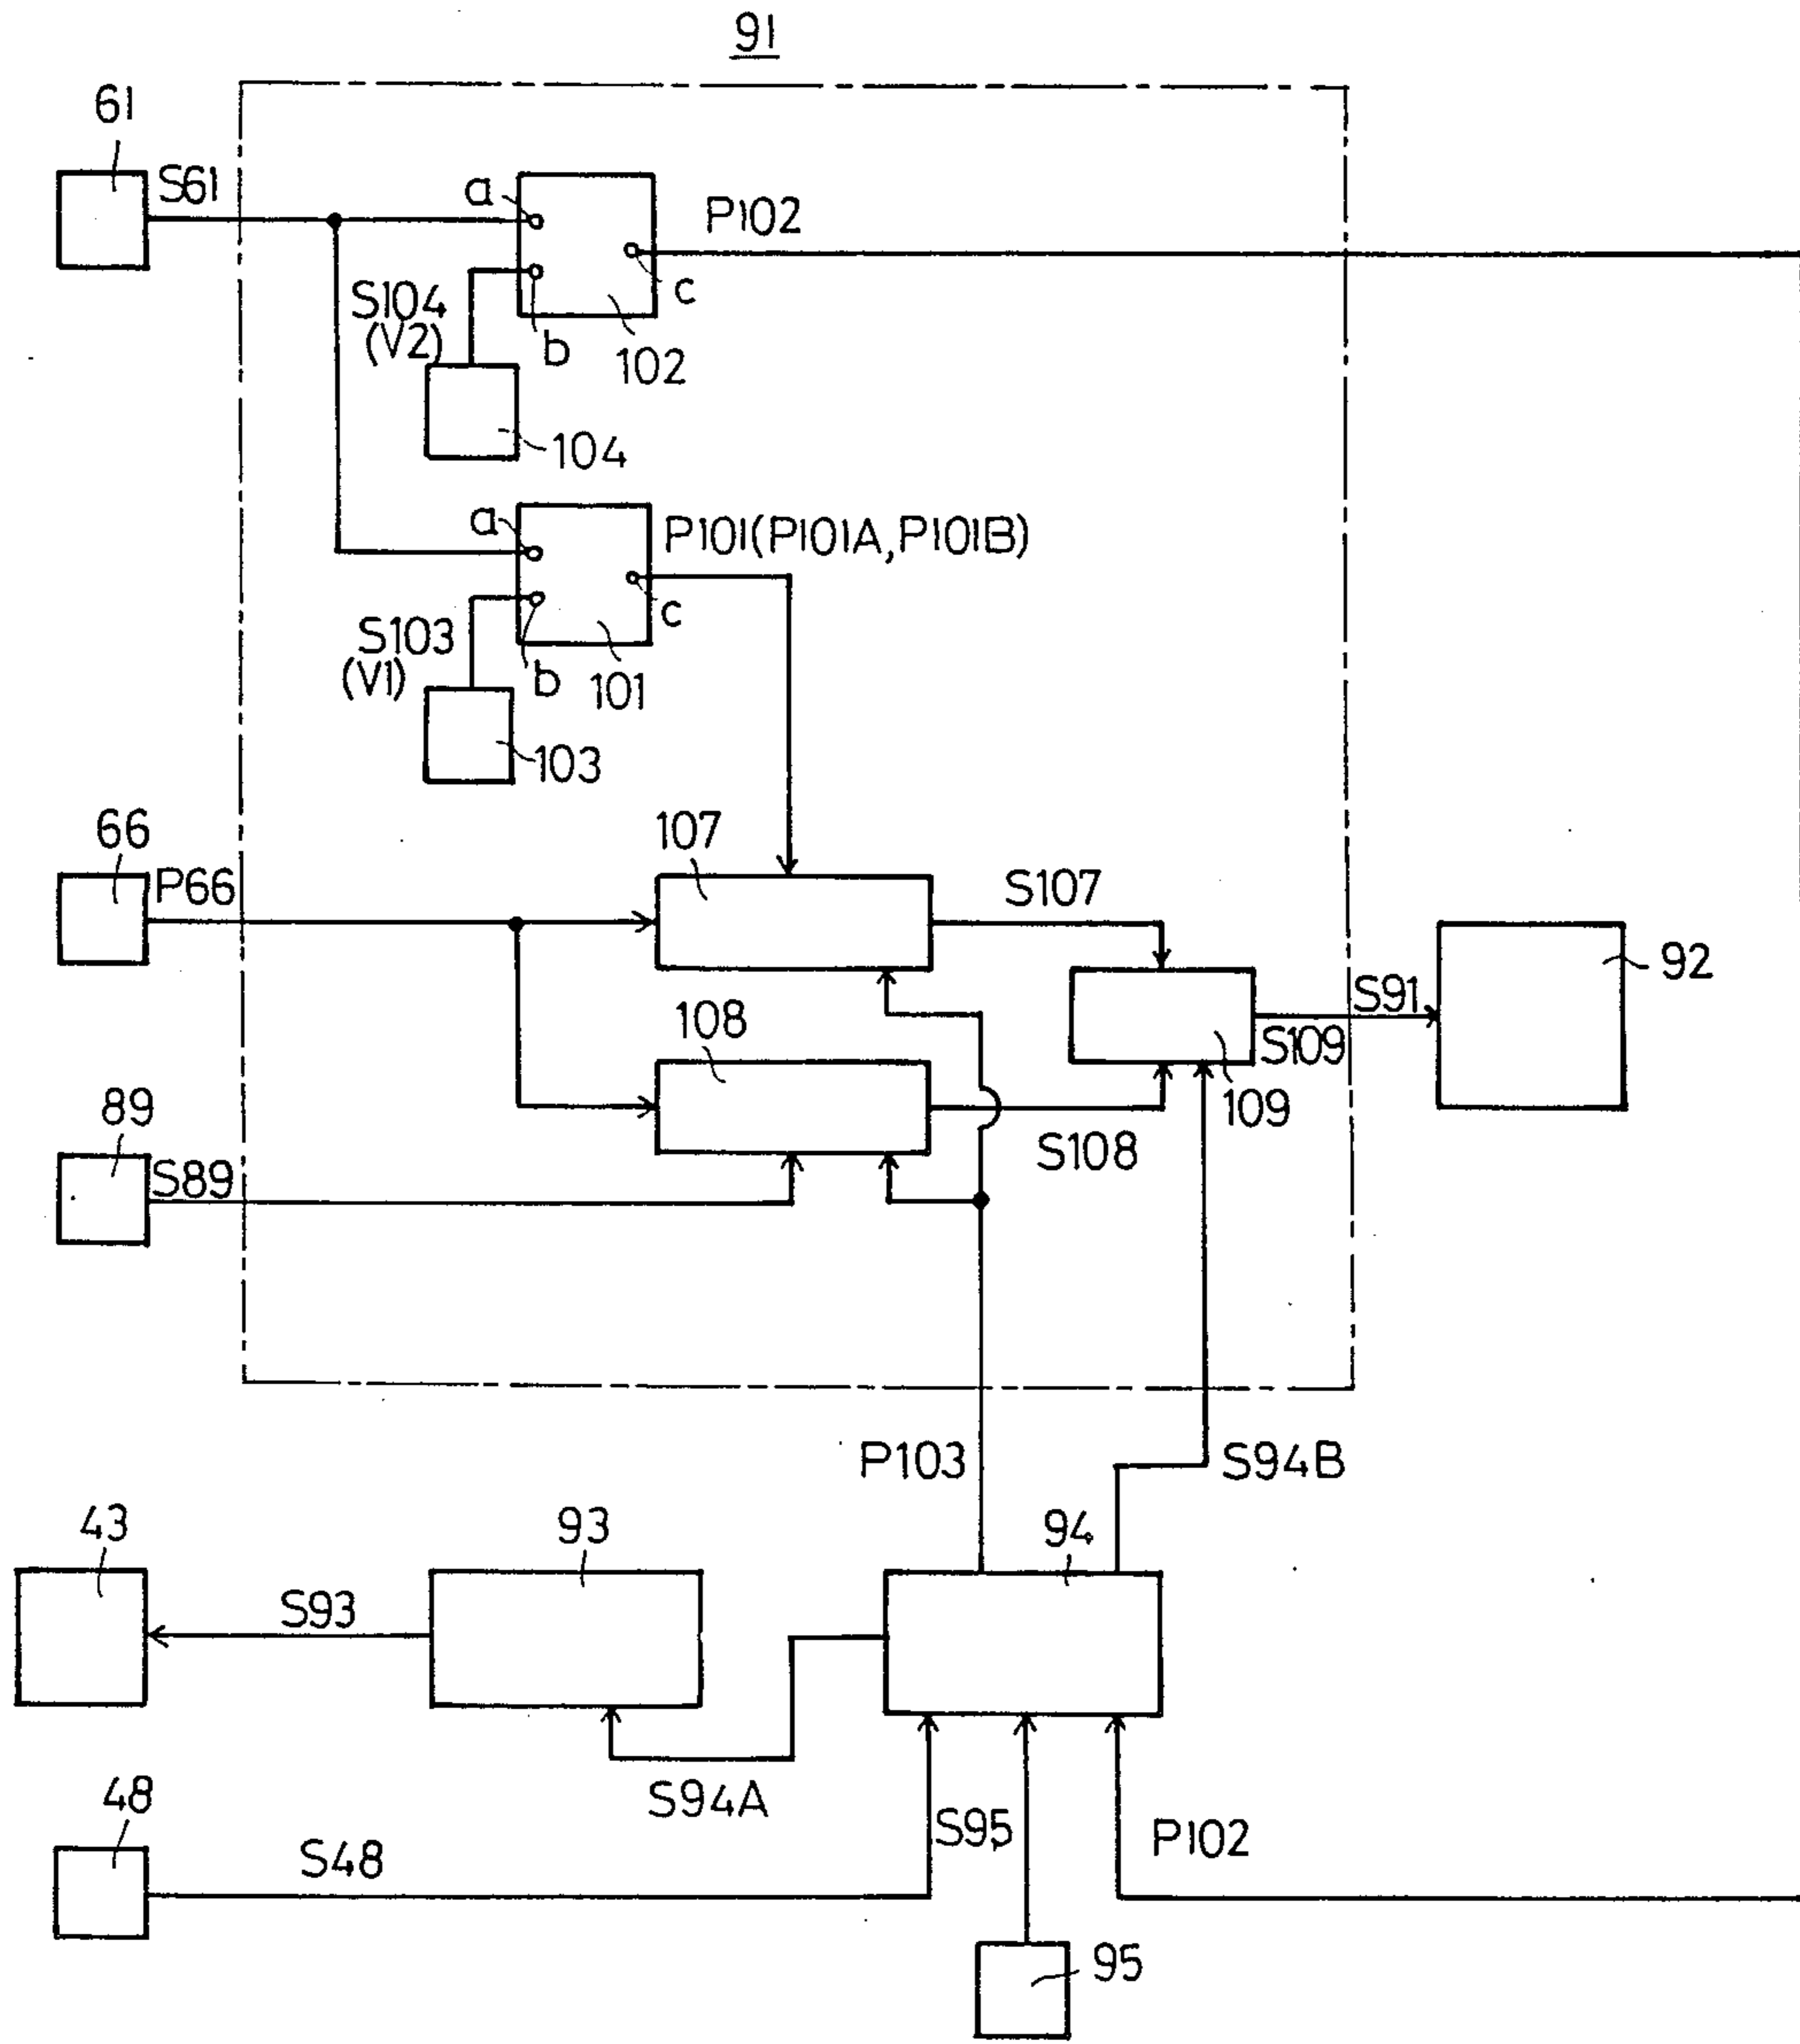 91
61
S61
a
P102
c
S104
(V2)
b
102
104
a
P101(P101A,P101B)
c
S103
(V1)
b
101
103
66
P66
107
S107
92
108
S91
S109
109
89
S89
S108
P103
S94B
43
93
94
S93
S94A
48
S48
S95
P102
95